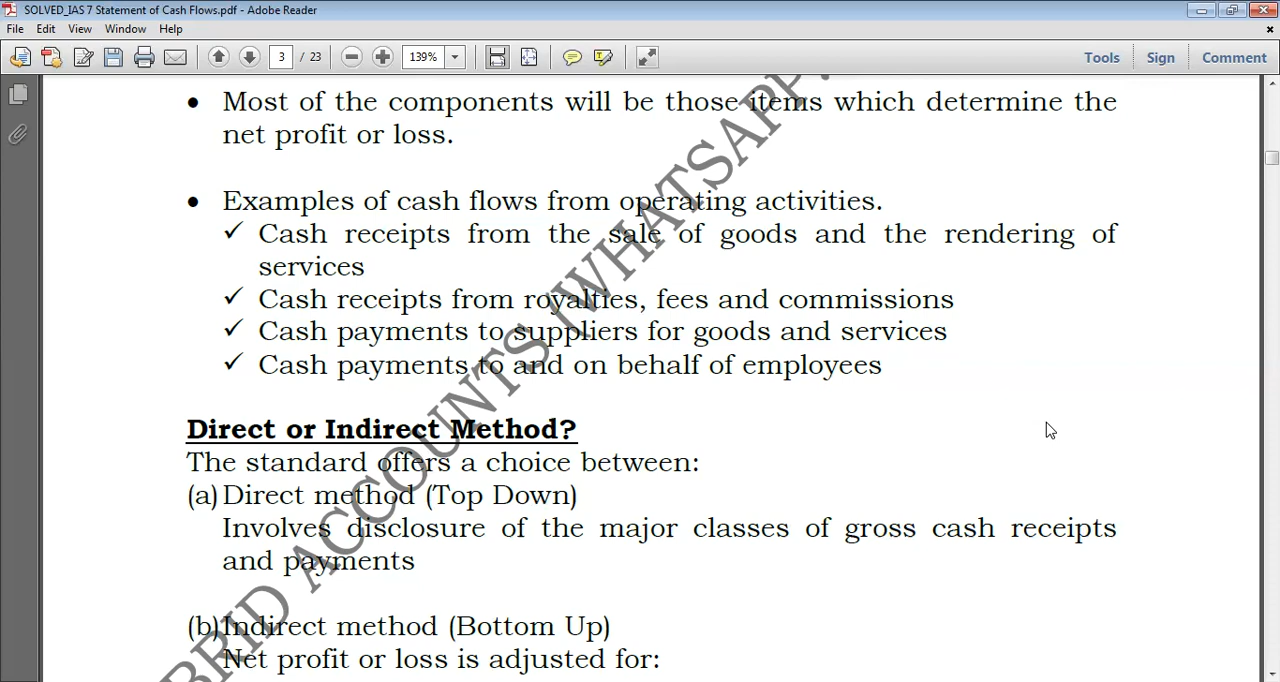 SOLVED_IAS 7 Statement of Cash Flows.pdf - Adobe Reader
File Edit View Window Help
3 / 23 139% Tools Sign Comment
• Most of the components will be those items which determine the
net profit or loss.
• Examples of cash flows from operating activities.
✓ Cash receipts from the sale of goods and the rendering of
services
✓ Cash receipts from royalties, fees and commissions
✓ Cash payments to suppliers for goods and services
✓ Cash payments to and on behalf of employees
Direct or Indirect Method?
The standard offers a choice between:
(a) Direct method (Top Down)
Involves disclosure of the major classes of gross cash receipts
and payments
(b) Indirect method (Bottom Up)
Net profit or loss is adjusted for:
BRID ACCOUNTS (WHATSAPP.